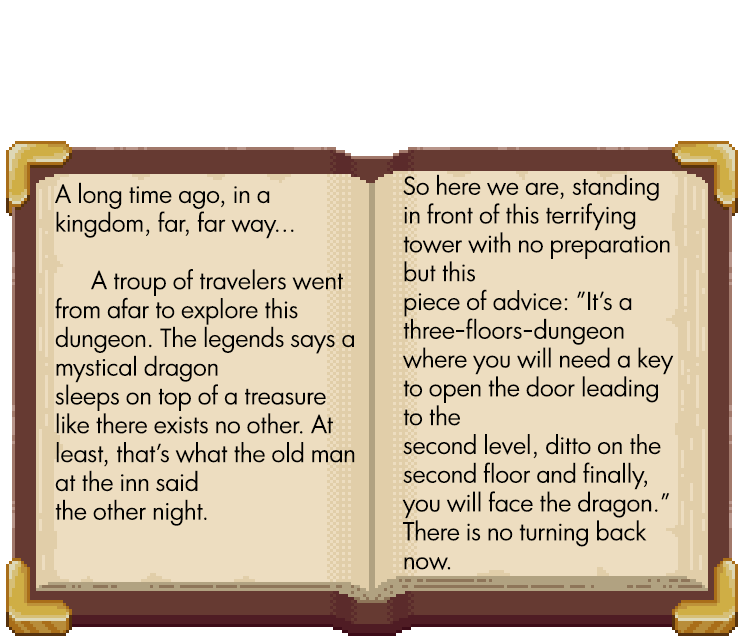 A long time ago, in a
kingdom, far, far way...
A troup of travelers went
from afar to explore this
dungeon. The legends says a
mystical dragon
sleeps on top of a treasure
like there exists no other. At
least, that's what the old man
at the inn said
the other night.
So here we are, standing
in front of this terrifying
tower with no preparation
but this
piece of advice: "It's a
three-floors-dungeon
where you will need a key
to open the door leading
to the
second level, ditto on the
second floor and finally,
you will face the dragon."
There is no turning back
now.